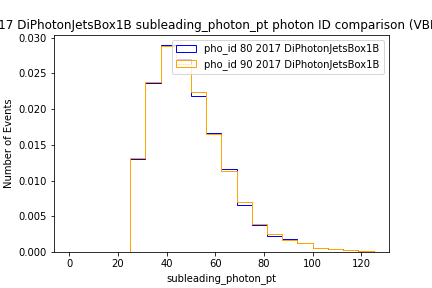 17 DiPhotonJetsBox1B subleading_photon_pt photon ID comparison (VB
pho_id 80 2017 DiPhotonJetsBox1B
pho_id 90 2017 DiPhotonJetsBox1B
Number of Events
0.030
0.025
0.020
0.015
0.010
0.005
0.000
0 20 40 60 80 100 120
subleading_photon_pt